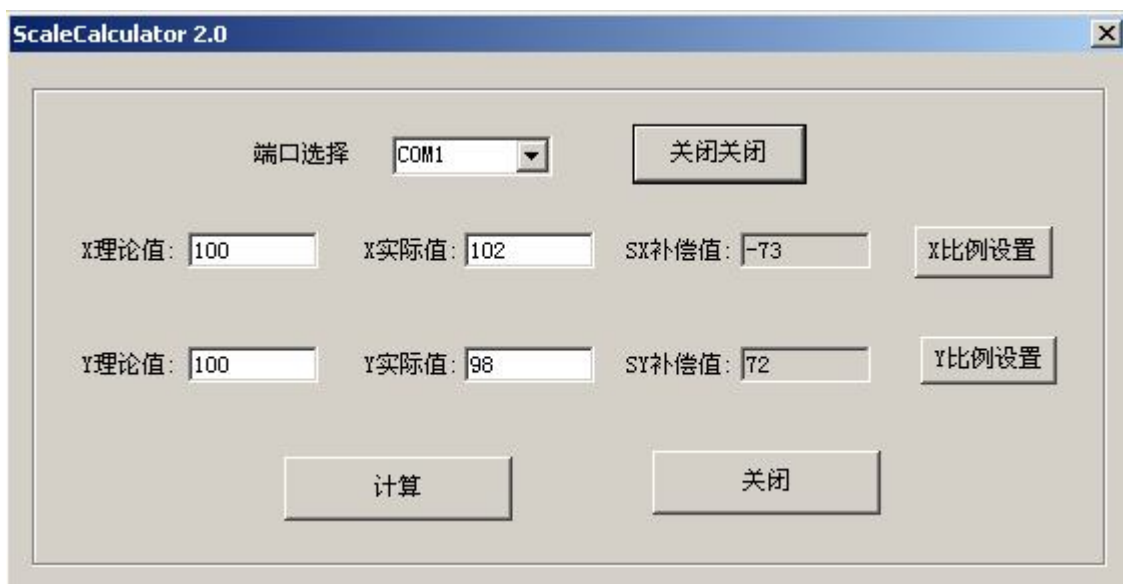 ScaleCalculator 2.0
端口选择 COM1 关闭关闭
X理论值: 100 X实际值: 102 SX补偿值: -73 X比例设置
Y理论值: 100 Y实际值: 98 SY补偿值: 72 Y比例设置
计算 关闭